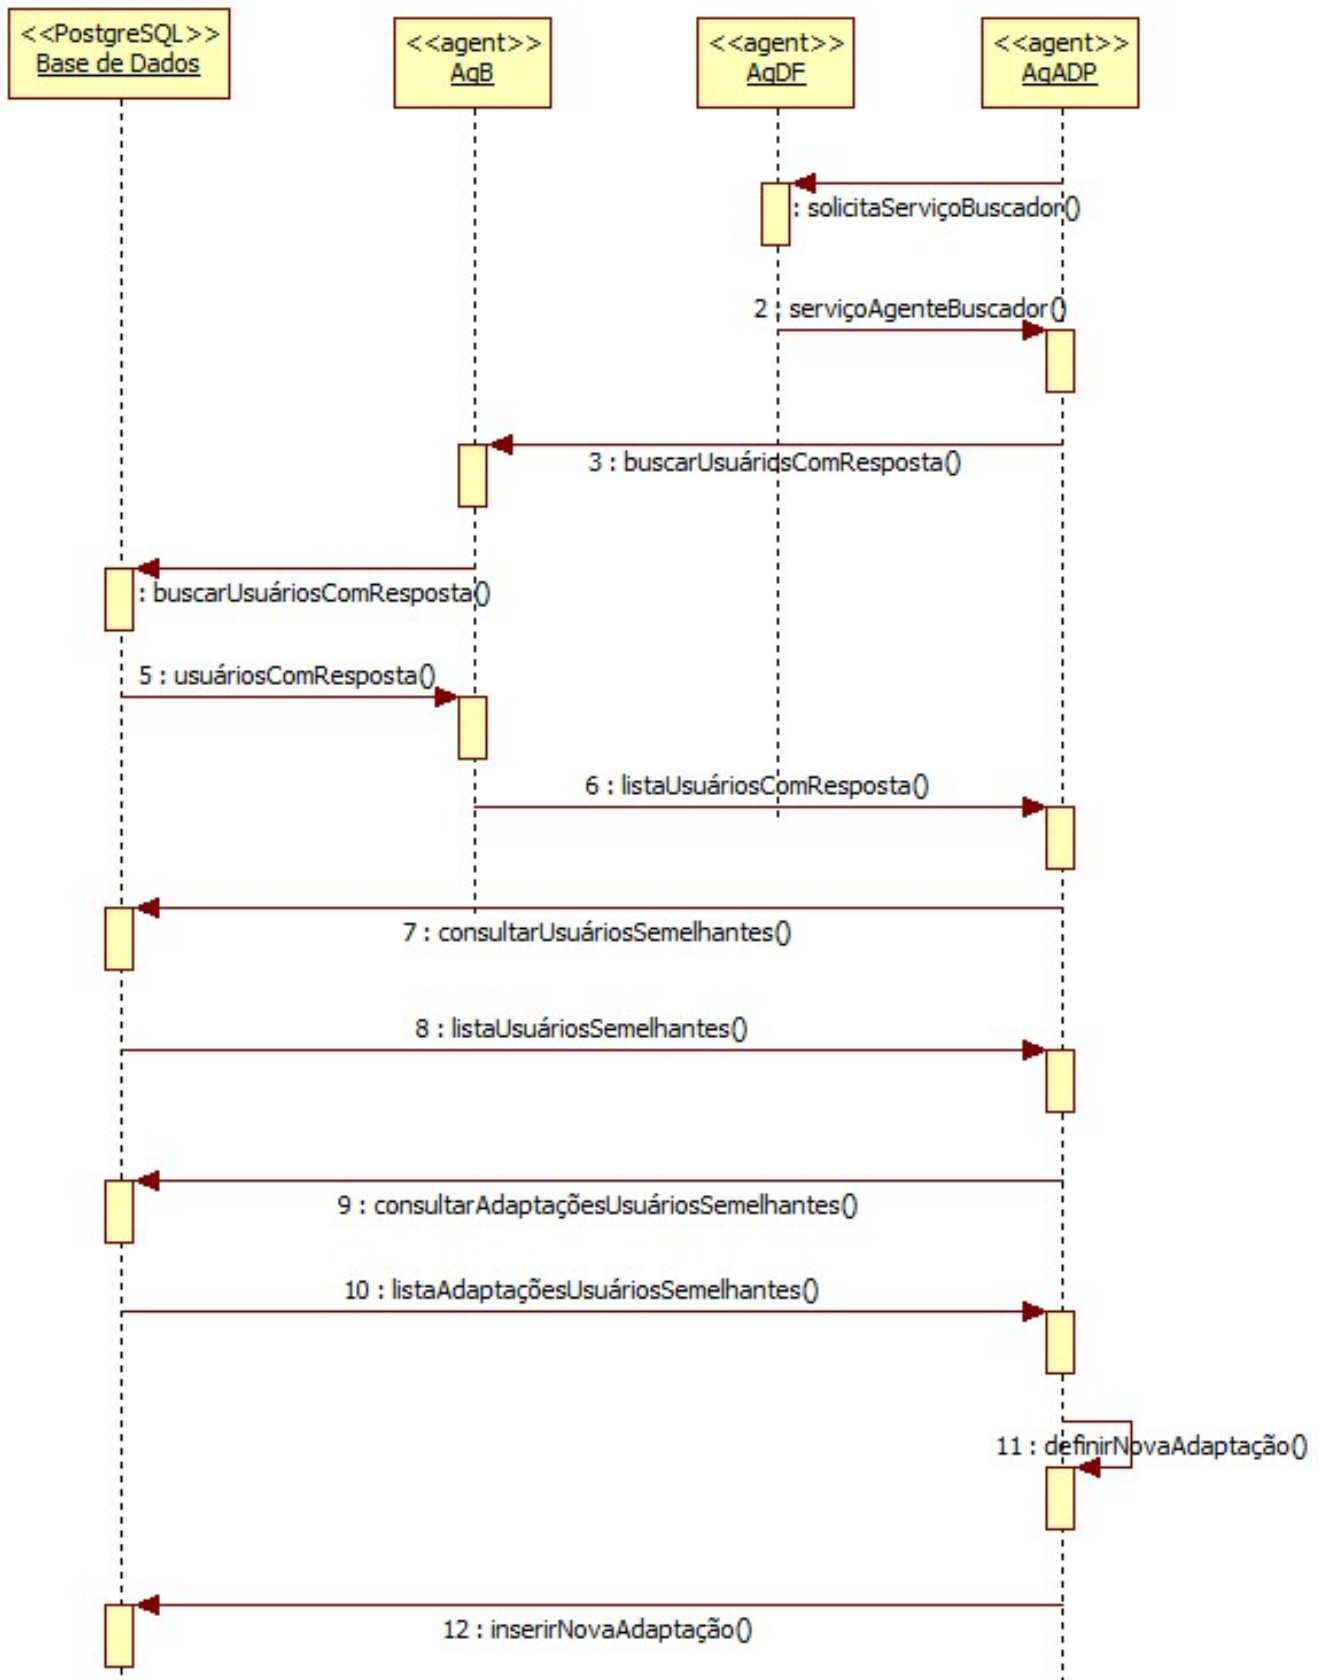 <<PostgreSQL>>
Base de Dados
<<agent>>
AgB
<<agent>>
AgDF
<<agent>>
AgADP
: solicitaServiçoBuscador()
2 : serviçoAgenteBuscador()
3 : buscarUsuáriosComResposta()
: buscarUsuáriosComResposta()
5 : usuáriosComResposta()
6 : listaUsuáriosComResposta()
7 : consultarUsuáriosSemelhantes()
8 : listaUsuáriosSemelhantes()
9 : consultarAdaptaçõesUsuáriosSemelhantes()
10 : listaAdaptaçõesUsuáriosSemelhantes()
11 : definirNovaAdaptação()
12 : inserirNovaAdaptação()